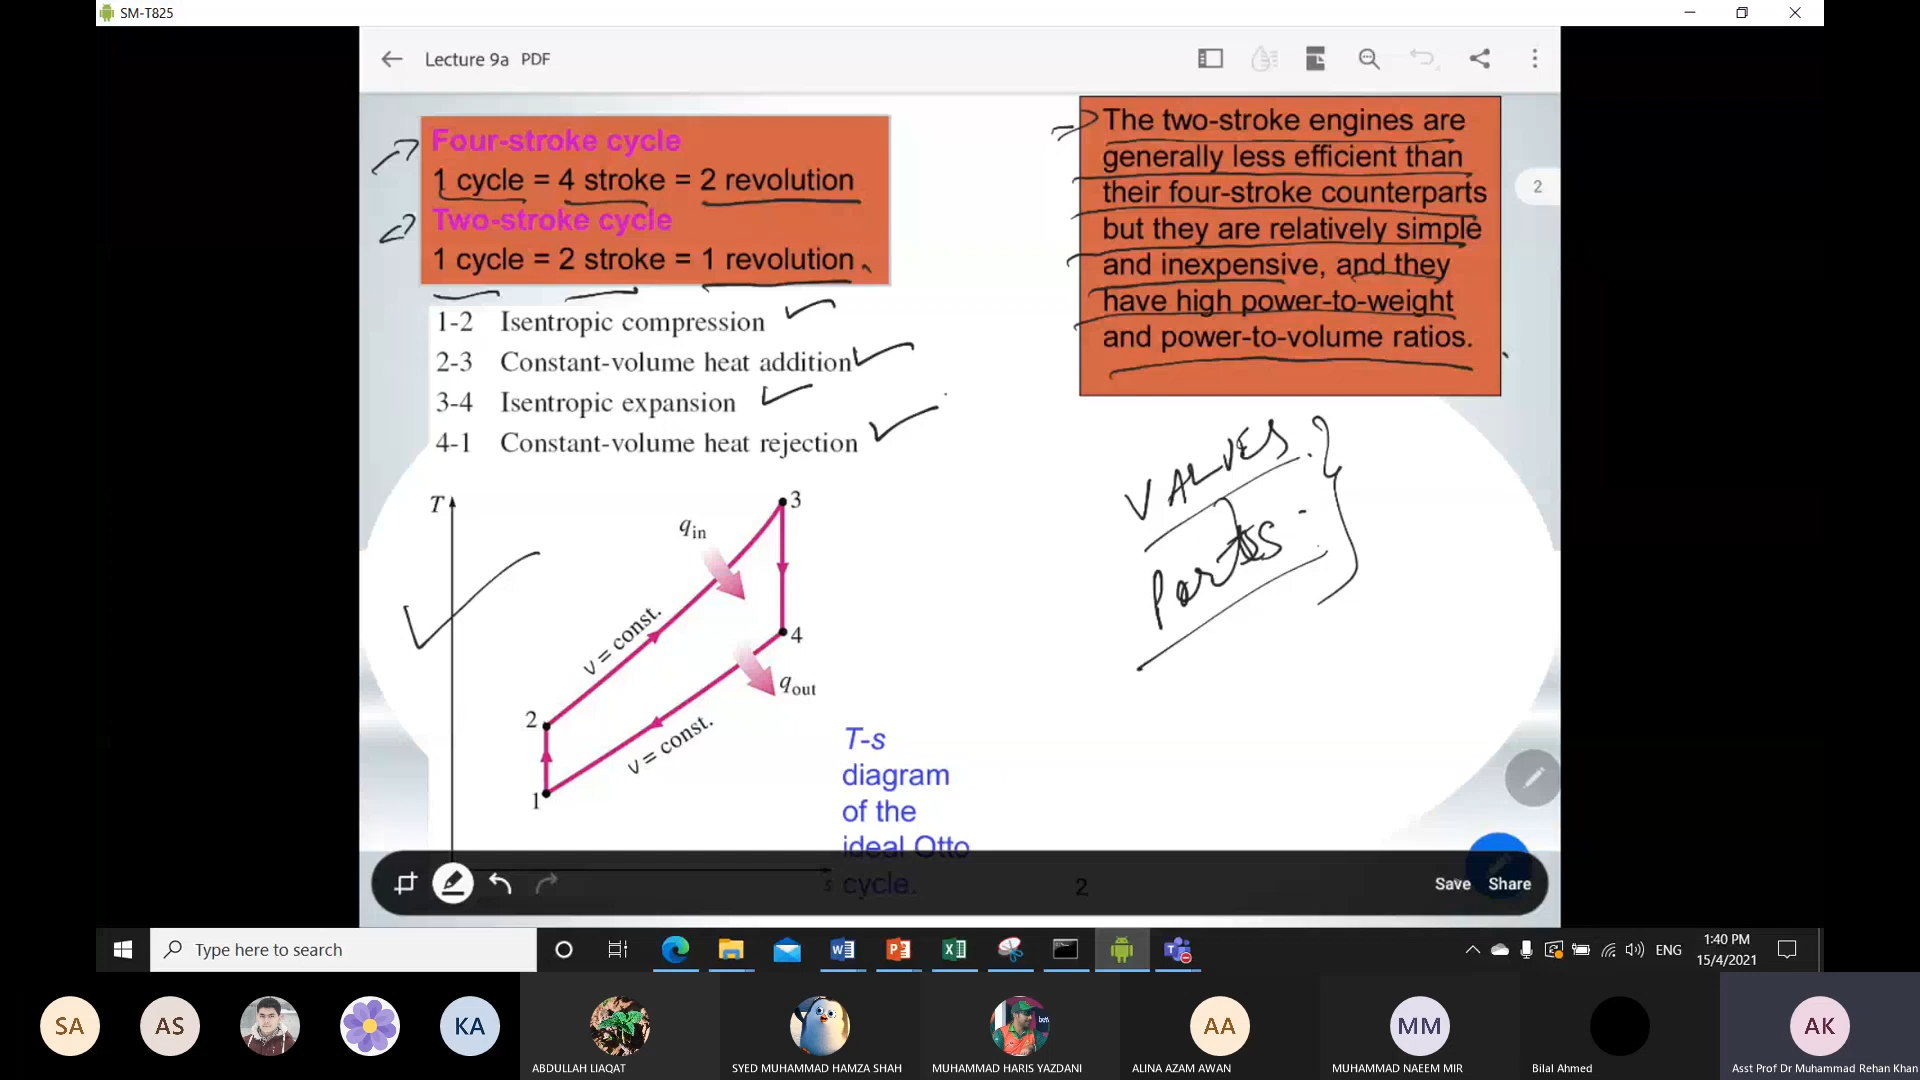 SM-T825
Lecture 9a PDF
Four-stroke cycle
1 cycle = 4 stroke = 2 revolution
Two-stroke cycle
1 cycle = 2 stroke = 1 revolution
1-2 Isentropic compression
2-3 Constant-volume heat addition
3-4 Isentropic expansion
4-1 Constant-volume heat rejection
The two-stroke engines are
generally less efficient than
their four-stroke counterparts
but they are relatively simple
and inexpensive, and they
have high power-to-weight
and power-to-volume ratios.
2
VALVES.
T
3
qin
v = const.
4
qout
2
v = const.
1
s
T-s
diagram
of the
ideal Otto
cycle.
2
Save Share
Type here to search
ENG
1:40 PM
15/4/2021
SA
AS
KA
AA
MM
AK
ABDULLAH LIAQAT
SYED MUHAMMAD HAMZA SHAH
MUHAMMAD HARIS YAZDANI
ALINA AZAM AWAN
MUHAMMAD NAEEM MIR
Bilal Ahmed
Asst Prof Dr Muhammad Rehan Khan